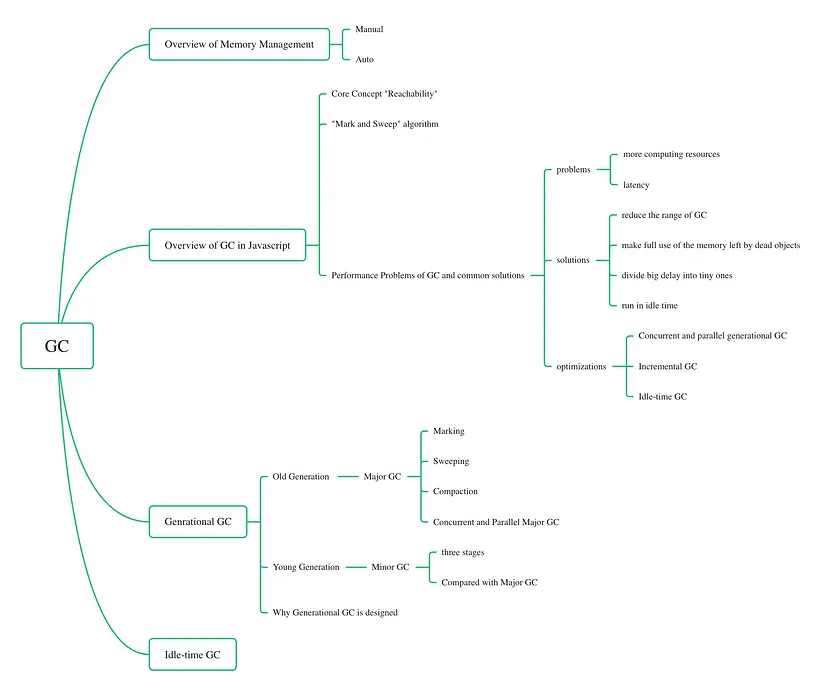 GC
Overview of Memory Management
Manual
Auto
Overview of GC in Javascript
Core Concept "Reachability"
"Mark and Sweep" algorithm
Performance Problems of GC and common solutions
problems
more computing resources
latency
solutions
reduce the range of GC
make full use of the memory left by dead objects
divide big delay into tiny ones
run in idle time
optimizations
Concurrent and parallel generational GC
Incremental GC
Idle-time GC
Genrational GC
Old Generation
Major GC
Marking
Sweeping
Compaction
Concurrent and Parallel Major GC
Young Generation
Minor GC
three stages
Compared with Major GC
Why Generational GC is designed
Idle-time GC